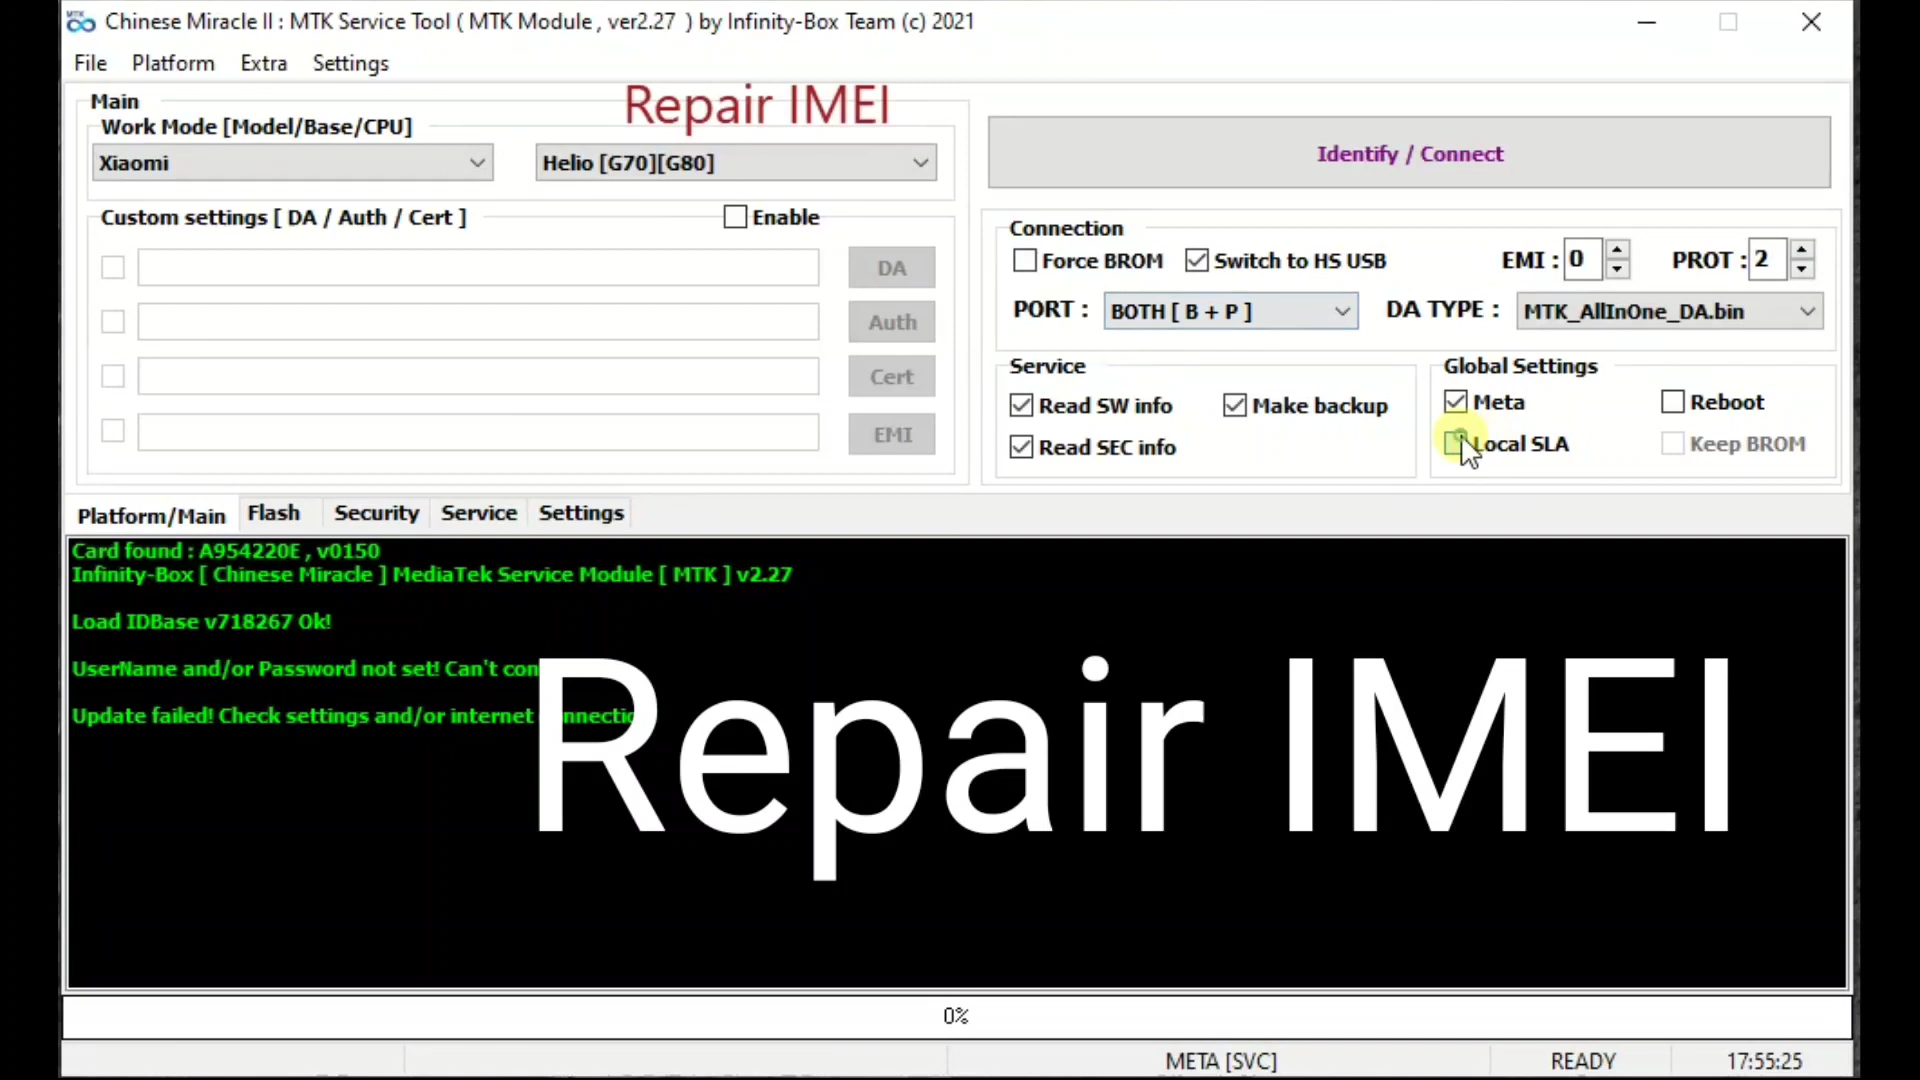 Chinese Miracle II : MTK Service Tool ( MTK Module , ver2.27 ) by Infinity-Box Team (c) 2021
File Platform Extra Settings
Repair IMEI
Main
Work Mode [Model/Base/CPU]
Xiaomi
Helio [G70][G80]
Custom settings [ DA / Auth / Cert ]
Enable
DA
Auth
Cert
EMI
Identify / Connect
Connection
Force BROM
Switch to HS USB
EMI : 0
PROT : 2
PORT : BOTH [ B + P ]
DA TYPE : MTK_AllInOne_DA.bin
Service
Read SW info
Make backup
Read SEC info
Global Settings
Meta
Reboot
Local SLA
Keep BROM
Platform/Main Flash Security Service Settings
Card found : A954220E , v0150
Infinity-Box [ Chinese Miracle ] MediaTek Service Module [ MTK ] v2.27
Load IDBase v718267 Ok!
UserName and/or Password not set! Can't con
Update failed! Check settings and/or internet
Repair IMEI
0%
META [SVC]
READY
17:55:25